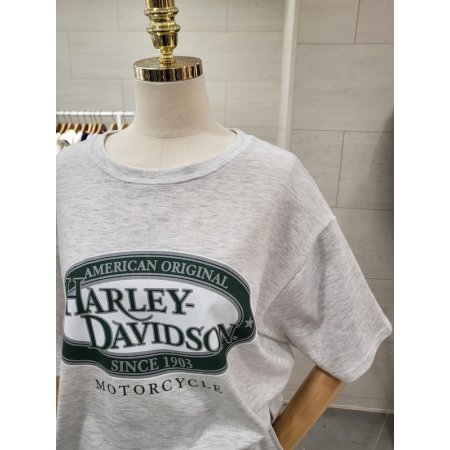 AMERICAN ORIGINAL
HARLEY-
DAVIDSON
SINCE 1903
MOTORCYCLE